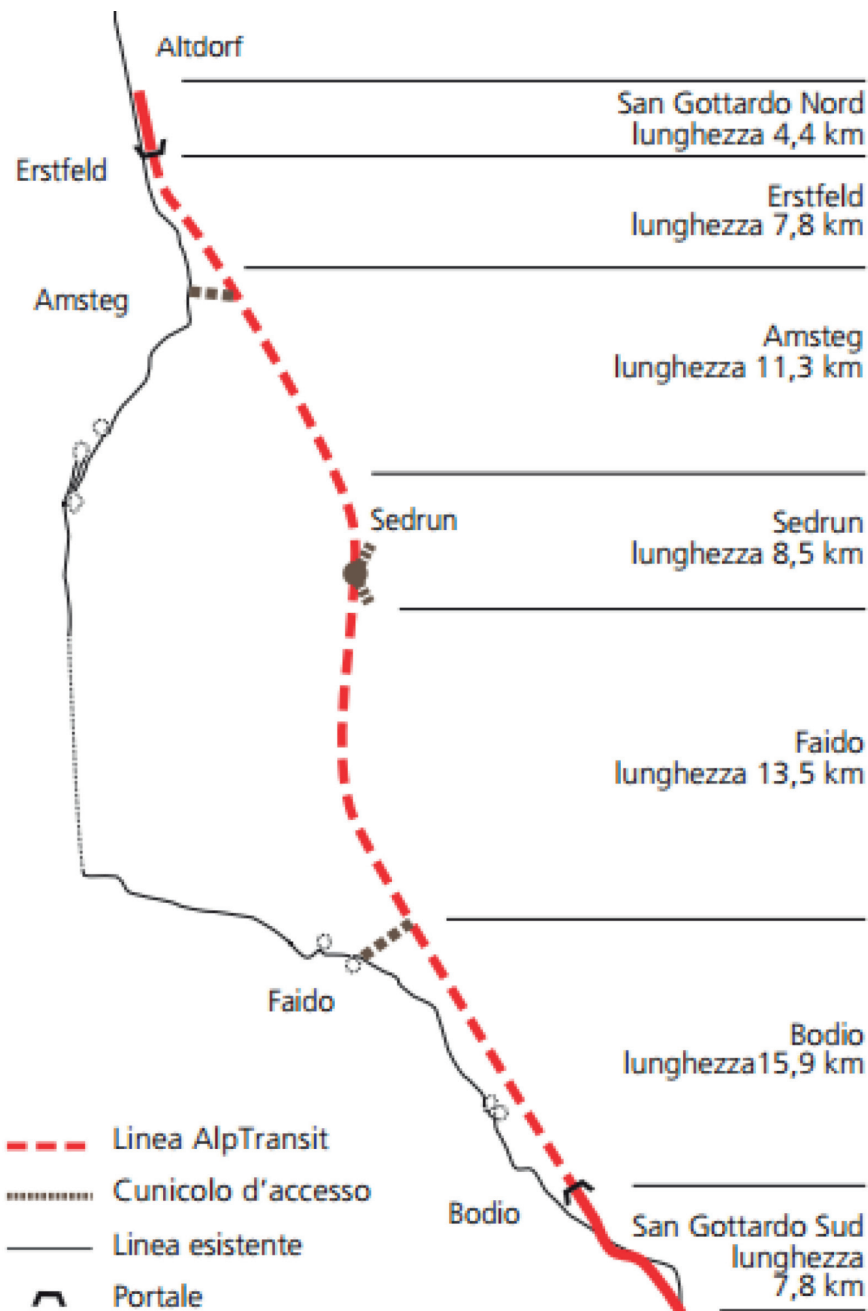 Altdorf
San Gottardo Nord
lunghezza 4,4 km
Erstfeld
Erstfeld
lunghezza 7,8 km
Amsteg
Amsteg
lunghezza 11,3 km
Sedrun
Sedrun
lunghezza 8,5 km
Faido
lunghezza 13,5 km
Faido
Bodio
lunghezza15,9 km
Linea AlpTransit
Cunicolo d'accesso
Bodio
Linea esistente
Portale
San Gottardo Sud
lunghezza
7,8 km